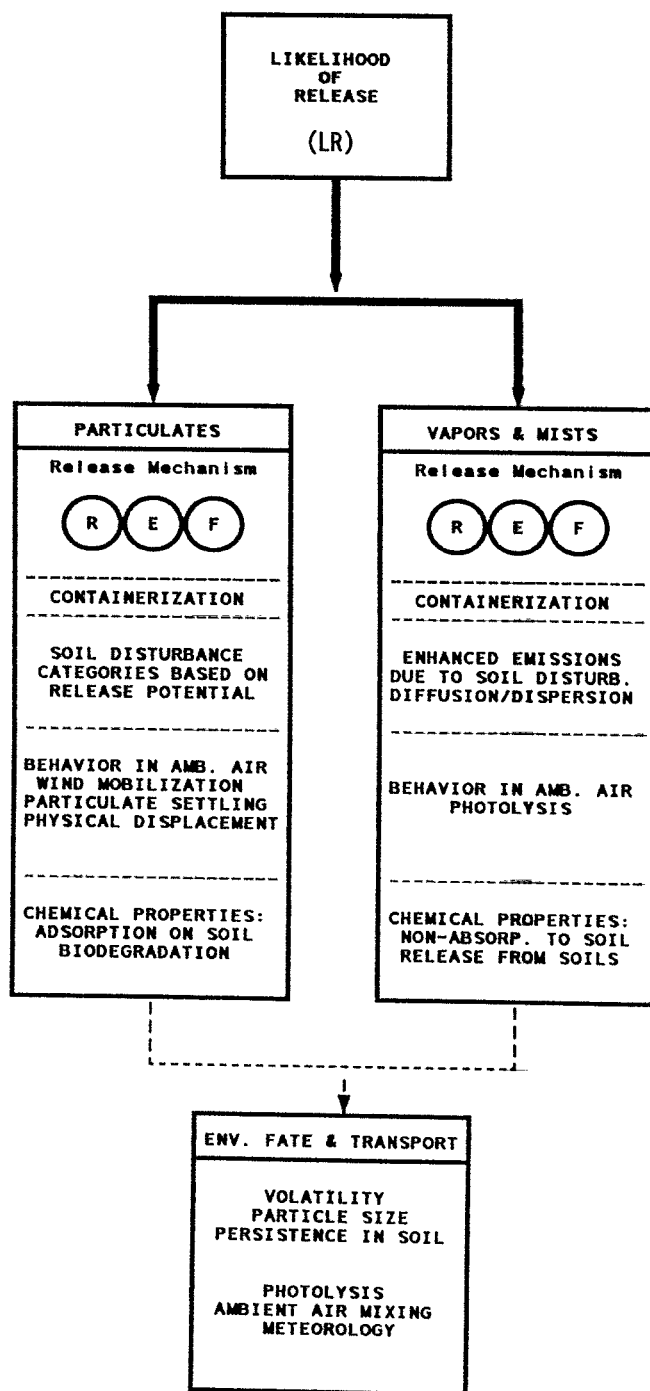 LIKELIHOOD
OF
RELEASE
(LR)
PARTICULATES
Release Mechanism
R E F
CONTAINERIZATION
SOIL DISTURBANCE
CATEGORIES BASED ON
RELEASE POTENTIAL
BEHAVIOR IN AMB. AIR
WIND MOBILIZATION
PARTICULATE SETTLING
PHYSICAL DISPLACEMENT
CHEMICAL PROPERTIES:
ADSORPTION ON SOIL
BIODEGRADATION
VAPORS & MISTS
Release Mechanism
R E F
CONTAINERIZATION
ENHANCED EMISSIONS
DUE TO SOIL DISTURB.
DIFFUSION/DISPERSION
BEHAVIOR IN AMB. AIR
PHOTOLYSIS
CHEMICAL PROPERTIES:
NON-ABSORP. TO SOIL
RELEASE FROM SOILS
ENV. FATE & TRANSPORT
VOLATILITY
PARTICLE SIZE
PERSISTENCE IN SOIL
PHOTOLYSIS
AMBIENT AIR MIXING
METEOROLOGY